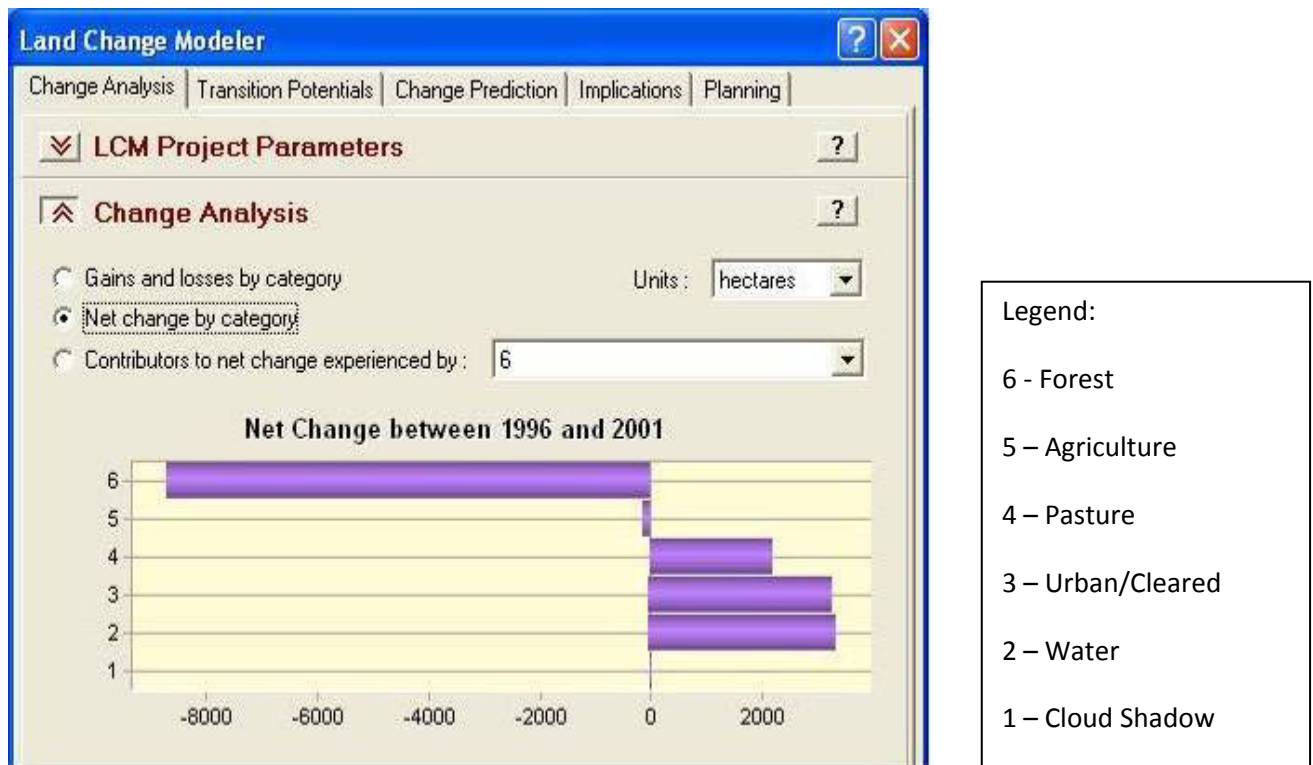 Land Change Modeler
?
Change Analysis Transition Potentials Change Prediction Implications Planning
LCM Project Parameters ?
Change Analysis ?
Gains and losses by category Units : hectares
Net change by category
Contributors to net change experienced by : 6
Net Change between 1996 and 2001
6
5
4
3
2
1
-8000 -6000 -4000 -2000 0 2000
Legend:
6 - Forest
5 – Agriculture
4 – Pasture
3 – Urban/Cleared
2 – Water
1 – Cloud Shadow